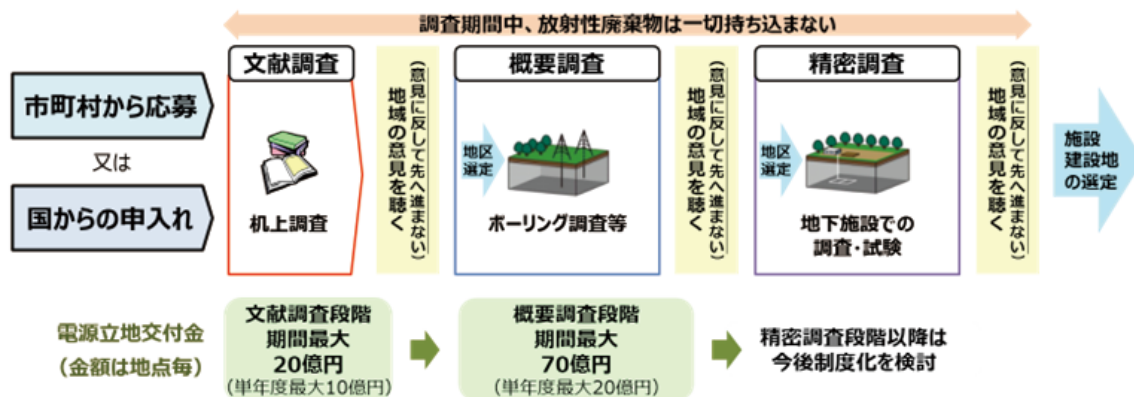 調査期間中、放射性廃棄物は一切持ち込まない
市町村から応募
又は
国からの申入れ
文献調査
机上調査
地域の意見を聴く
(意見に反して先へ進まない)
概要調査
地区
選定
ボーリング調査等
地域の意見を聴く
(意見に反して先へ進まない)
精密調査
地区
選定
地下施設での
調査・試験
地域の意見を聴く
(意見に反して先へ進まない)
施設
建設地
の選定
電源立地交付金
(金額は地点毎)
文献調査段階
期間最大
20億円
(単年度最大10億円)
概要調査段階
期間最大
70億円
(単年度最大20億円)
精密調査段階以降は
今後制度化を検討